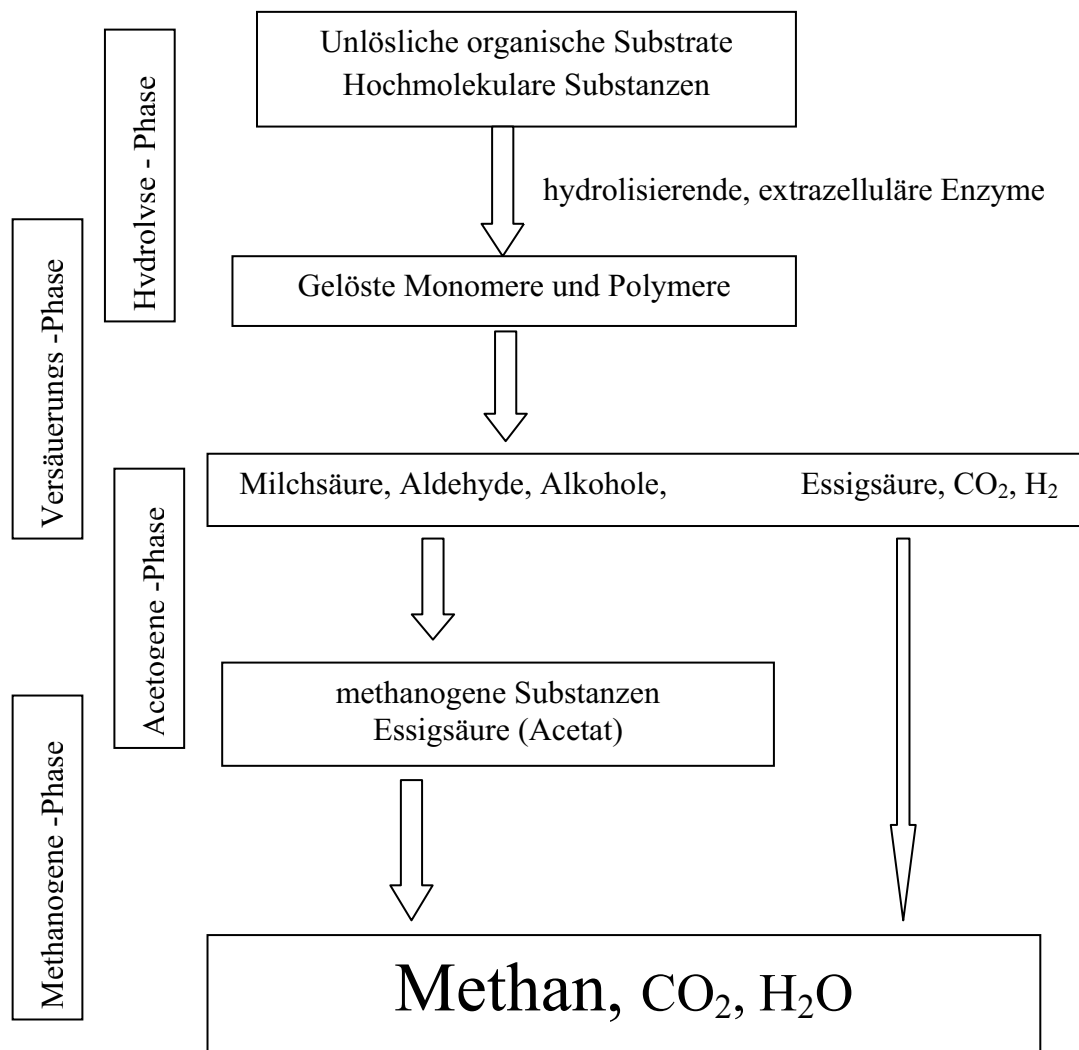 Unlösliche organische Substrate
Hochmolekulare Substanzen
Hydrolyse - Phase
hydrolisierende, extrazelluläre Enzyme
Gelöste Monomere und Polymere
Versäuerungs -Phase
Milchsäure, Aldehyde, Alkohole, Essigsäure, CO₂, H₂
Acetogene -Phase
methanogene Substanzen
Essigsäure (Acetat)
Methanogene -Phase
Methan, CO₂, H₂O